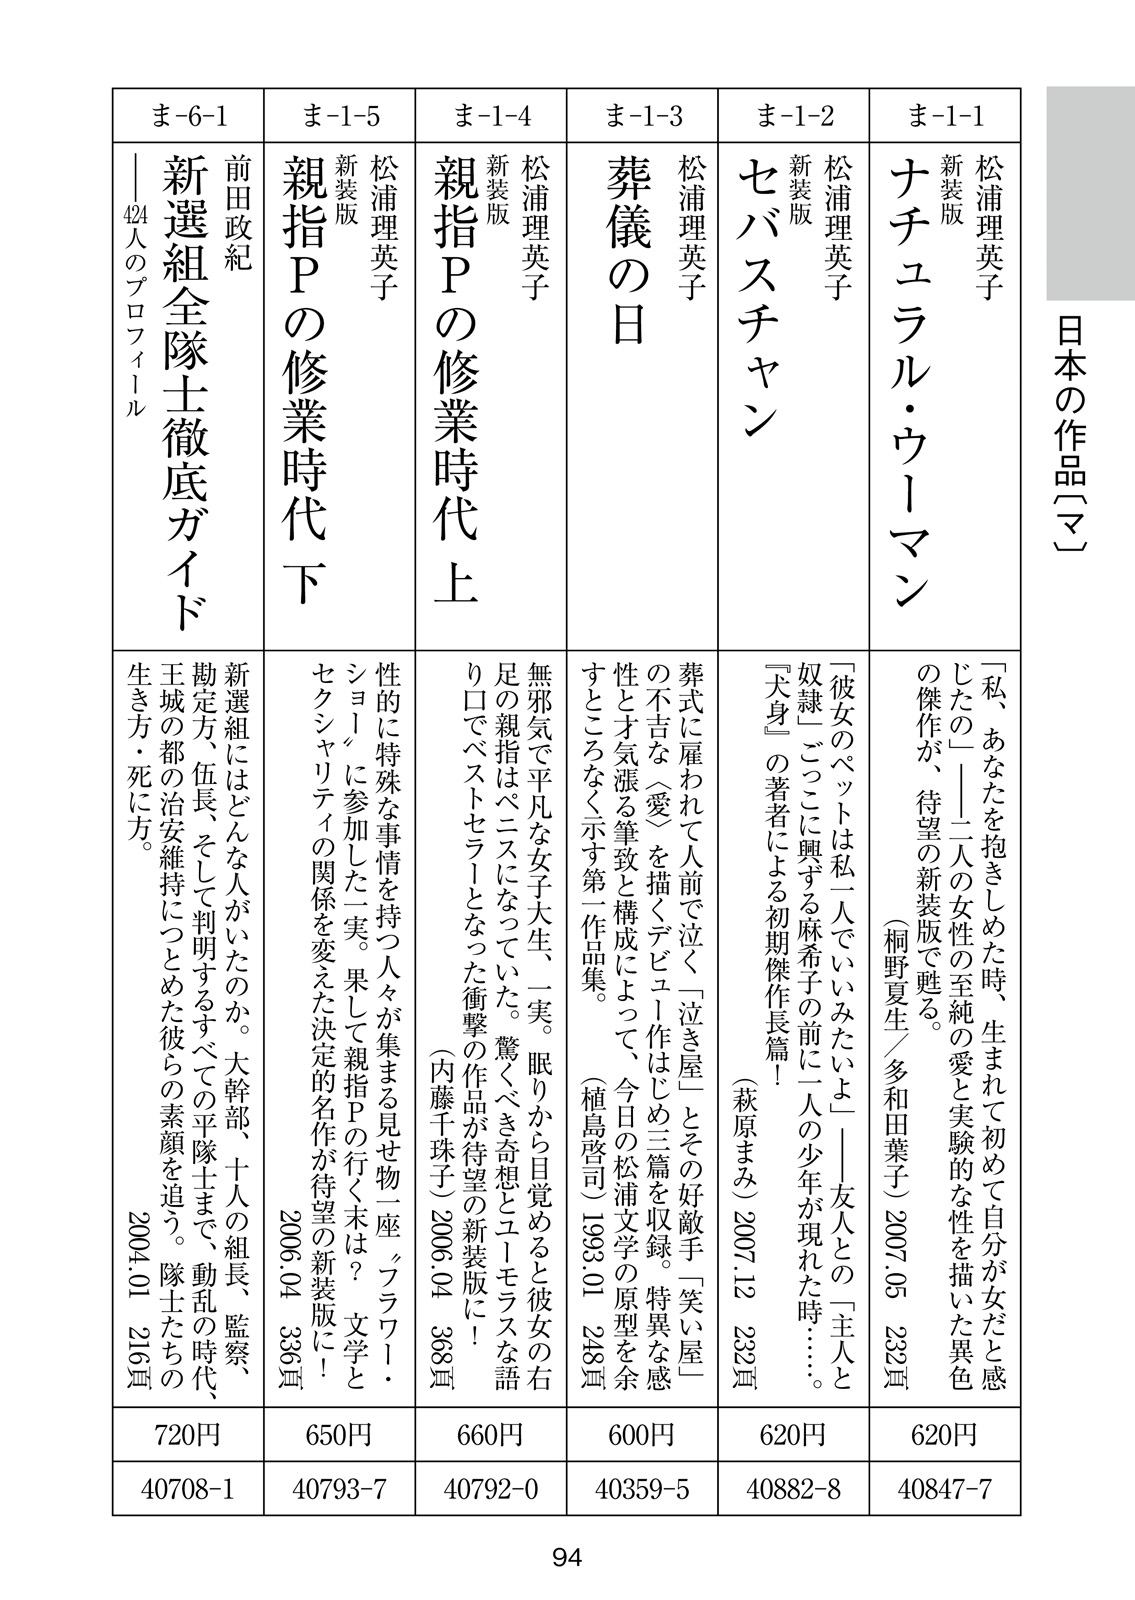 日本の作品〔マ〕
ま-1-1
松浦理英子
新装版
ナチュラル・ウーマン
「私、あなたを抱きしめた時、生まれて初めて自分が女だと感
じたの」――二人の女性の至純の愛と実験的な性を描いた異色
の傑作が、待望の新装版で甦る。
（桐野夏生／多和田葉子）2007.05 232頁
620円
40847-7
ま-1-2
松浦理英子
新装版
セバスチャン
「彼女のペットは私一人でいいみたいよ」――友人との「主人と
奴隷」ごっこに興ずる麻希子の前に一人の少年が現れた時……。
『犬身』の著者による初期傑作長篇！
（萩原まみ）2007.12 232頁
620円
40882-8
ま-1-3
松浦理英子
葬儀の日
葬式に雇われて人前で泣く「泣き屋」とその好敵手「笑い屋」
の不吉な〈愛〉を描くデビュー作はじめ三篇を収録。特異な感
性と才気漲る筆致と構成によって、今日の松浦文学の原型を余
すところなく示す第一作品集。 （植島啓司）1993.01 248頁
600円
40359-5
ま-1-4
松浦理英子
新装版
親指Pの修業時代 上
無邪気で平凡な女子大生、一実。眠りから目覚めると彼女の右
足の親指はペニスになっていた。驚くべき奇想とユーモラスな語
り口でベストセラーとなった衝撃の作品が待望の新装版に！
（内藤千珠子）2006.04 368頁
660円
40792-0
ま-1-5
松浦理英子
新装版
親指Pの修業時代 下
性的に特殊な事情を持つ人々が集まる見せ物一座〝フラワー・
ショー〟に参加した一実。果して親指Pの行く末は？ 文学と
セクシャリティの関係を変えた決定的名作が待望の新装版に！
2006.04 336頁
650円
40793-7
ま-6-1
前田政紀
新選組全隊士徹底ガイド
――424人のプロフィール
新選組にはどんな人がいたのか。大幹部、十人の組長、監察、
勘定方、伍長、そして判明するすべての平隊士まで、動乱の時代、
王城の都の治安維持につとめた彼らの素顔を追う。隊士たちの
生き方・死に方。 2004.01 216頁
720円
40708-1
94